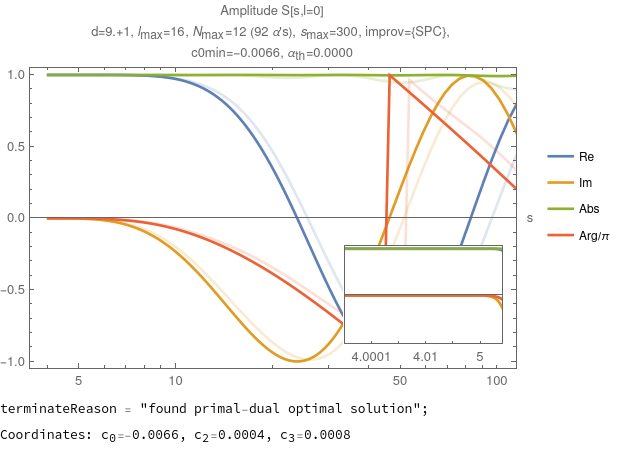 Amplitude S[s,l=0]
d=9.+1, lmax=16, Nmax=12 (92 α's), smax=300, improv={SPC},
c0min=−0.0066, αth=0.0000
1.0
0.5
0.0
−0.5
−1.0
5 10 50 100
s
4.0001 4.01 5
Re
Im
Abs
Arg/π
terminateReason = "found primal-dual optimal solution";
Coordinates: c0=-0.0066, c2=0.0004, c3=0.0008